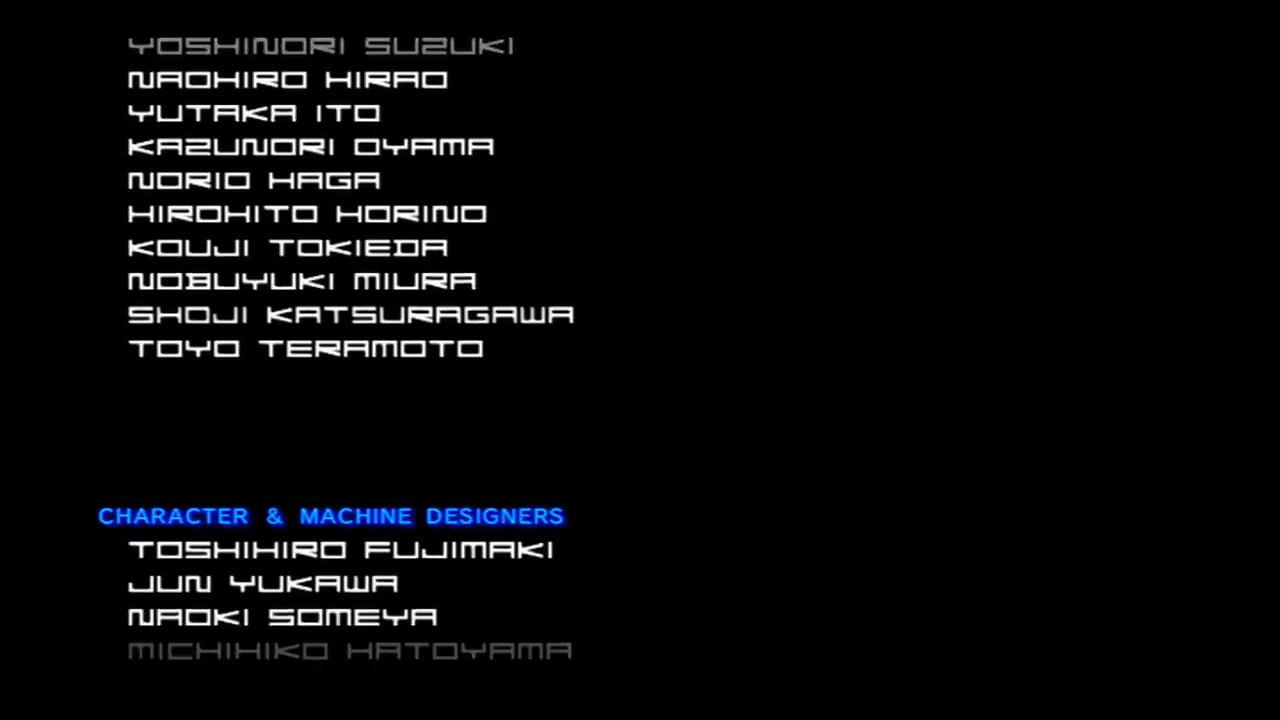 YOSHINORI SUZUKI
NAOHIRO HIRAO
YUTAKA ITO
KAZUNORI OYAMA
NORIO HAGA
HIROHITO HORINO
KOUJI TOKIEDA
NOBUYUKI MIURA
SHOJI KATSURAGAWA
TOYO TERAMOTO
CHARACTER & MACHINE DESIGNERS
TOSHIHIRO FUJIMAKI
JUN YUKAWA
NAOKI SOMEYA
MICHIHIKO HATOYAMA